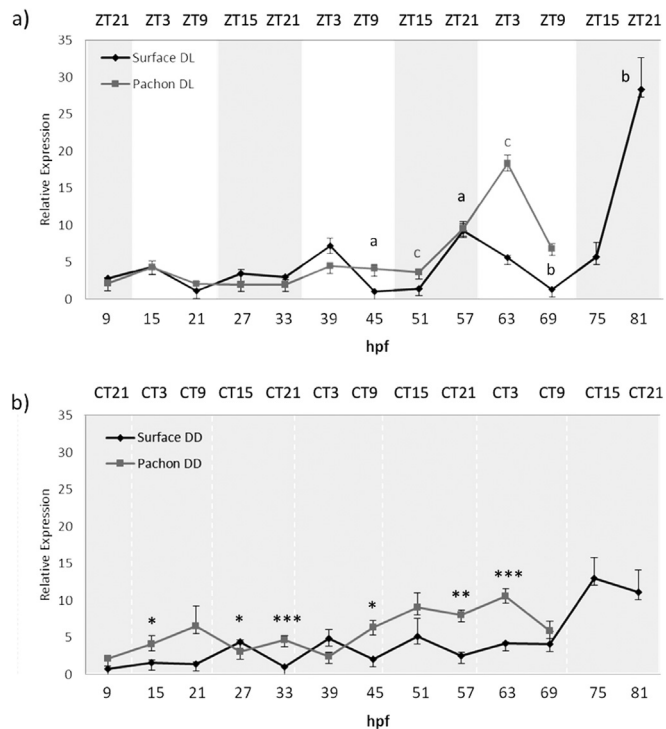 a)
ZT21 ZT3 ZT9 ZT15 ZT21 ZT3 ZT9 ZT15 ZT21 ZT3 ZT9 ZT15 ZT21
35
30
25
20
15
10
5
0
Relative Expression
Surface DL
Pachon DL
a
c
a
c
b
b
9 15 21 27 33 39 45 51 57 63 69 75 81
hpf
b)
CT21 CT3 CT9 CT15 CT21 CT3 CT9 CT15 CT21 CT3 CT9 CT15 CT21
35
30
25
20
15
10
5
0
Relative Expression
Surface DD
Pachon DD
* * *** * ** ***
9 15 21 27 33 39 45 51 57 63 69 75 81
hpf